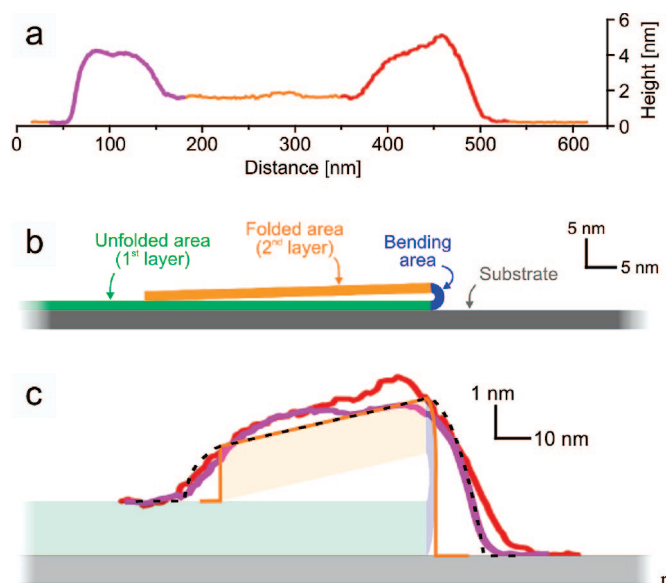 a
6
4
2
0
Height [nm]
0 100 200 300 400 500 600
Distance [nm]
b
Unfolded area
(1st layer)
Folded area
(2nd layer)
Bending
area
Substrate
5 nm
5 nm
c
1 nm
10 nm